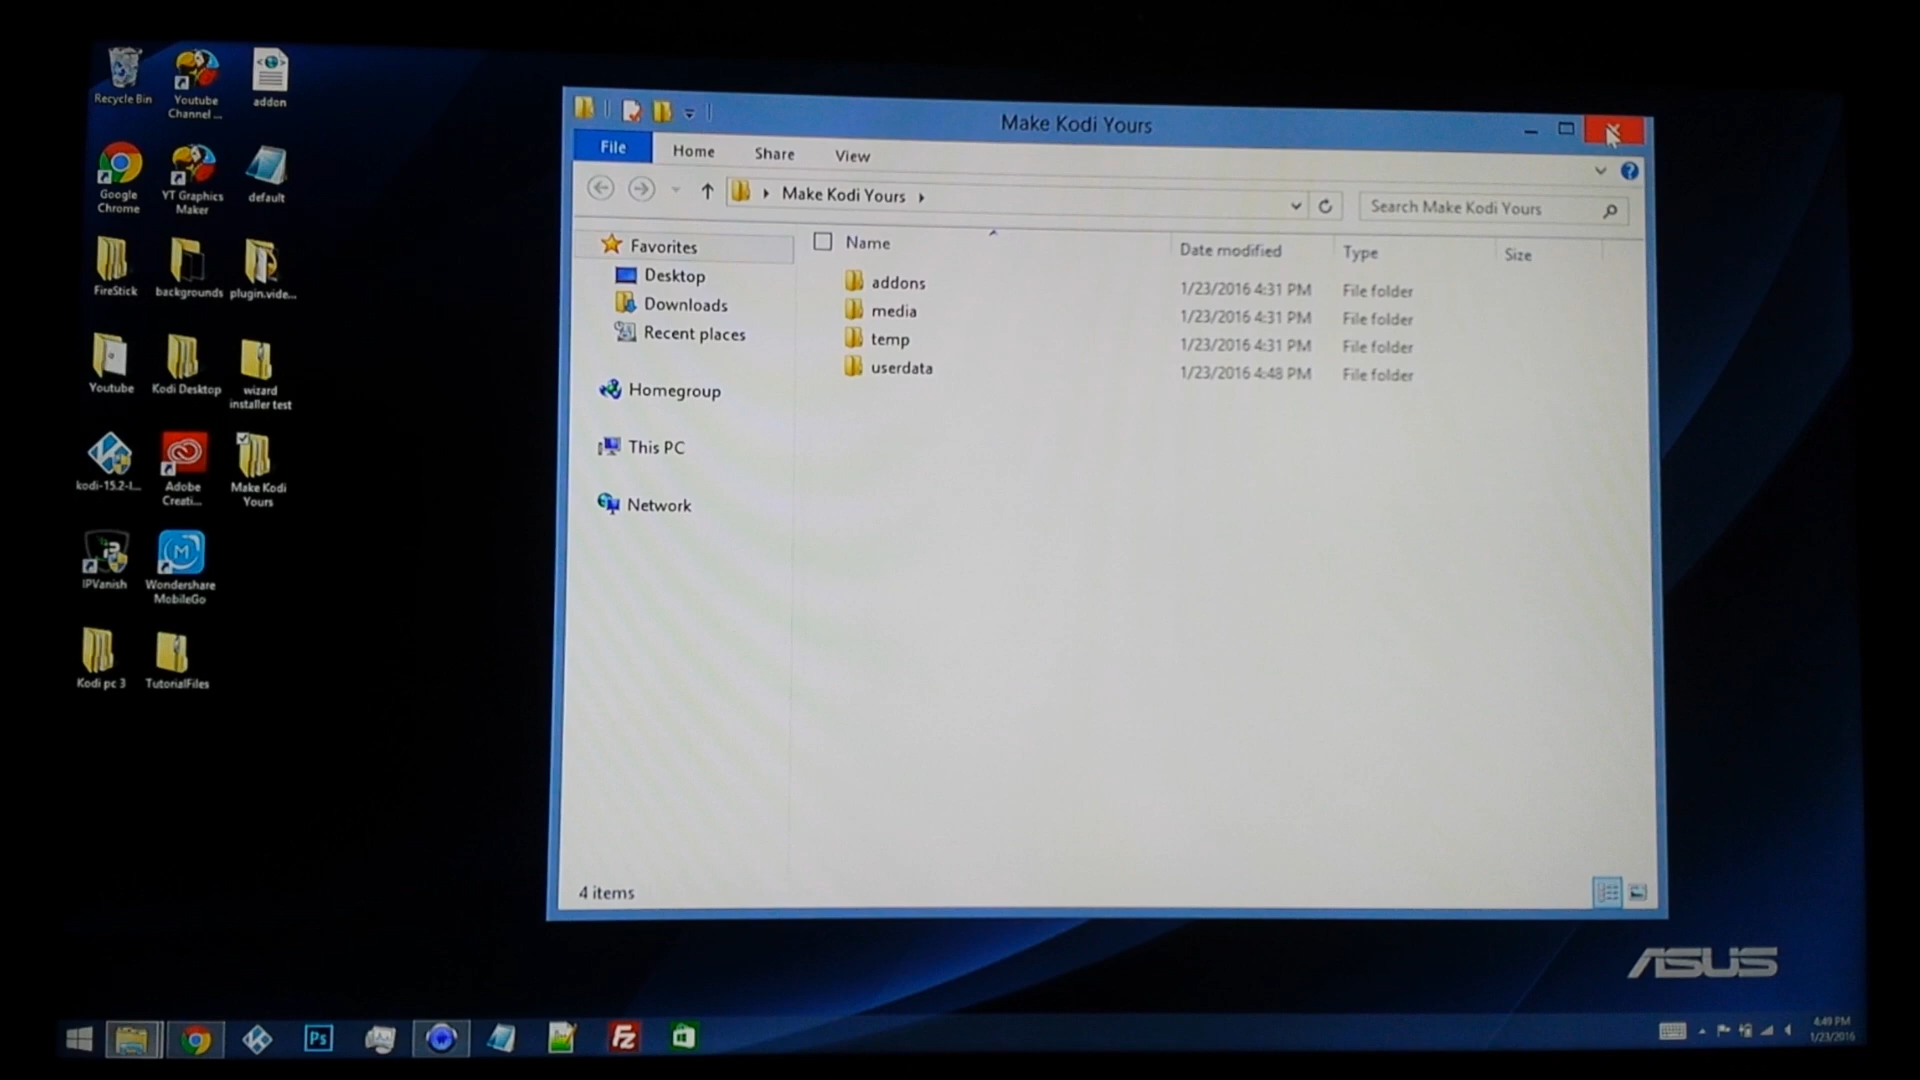 Recycle Bin
Youtube
Channel ...
addon
Google
Chrome
YT Graphics
Maker
default
FireStick
backgrounds
plugin.vide...
Youtube
Kodi Desktop
wizard
installer test
kodi-15.2-I...
Adobe
Creati...
Make Kodi
Yours
IPVanish
Wondershare
MobileGo
Kodi pc 3
TutorialFiles
Make Kodi Yours
File
Home
Share
View
Make Kodi Yours
Search Make Kodi Yours
Favorites
Desktop
Downloads
Recent places
Homegroup
This PC
Network
Name
Date modified
Type
Size
addons
1/23/2016 4:31 PM
File folder
media
1/23/2016 4:31 PM
File folder
temp
1/23/2016 4:31 PM
File folder
userdata
1/23/2016 4:48 PM
File folder
4 items
ASUS
Ps
Fz
4:49 PM
1/23/2016